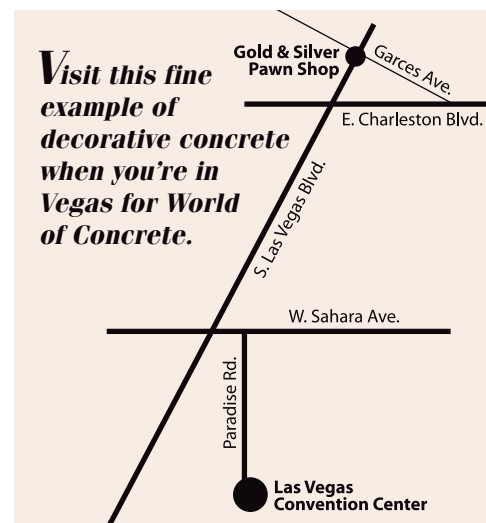 Visit this fine
example of
decorative concrete
when you're in
Vegas for World
of Concrete.
Gold & Silver
Pawn Shop
Garces Ave.
E. Charleston Blvd.
S. Las Vegas Blvd.
W. Sahara Ave.
Paradise Rd.
Las Vegas
Convention Center